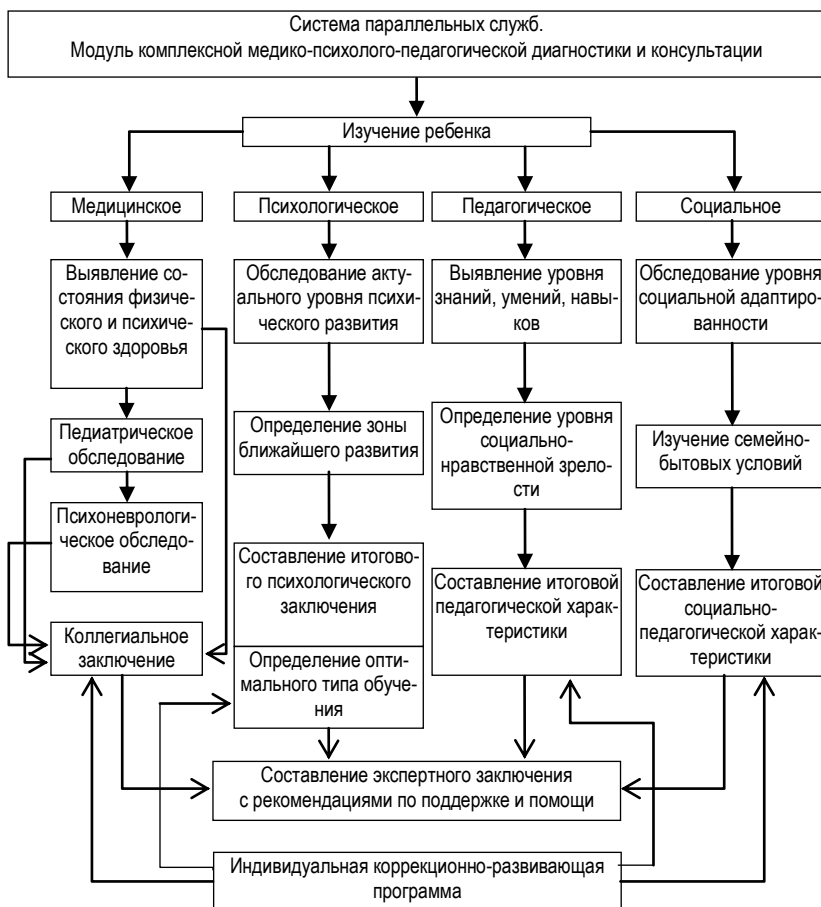 Система параллельных служб.
Модуль комплексной медико-психолого-педагогической диагностики и консультации
Изучение ребенка
Медицинское
Психологическое
Педагогическое
Социальное
Выявление со-
стояния физиче-
ского и психиче-
ского здоровья
Обследование акту-
ального уровня психи-
ческого развития
Выявление уровня
знаний, умений, навы-
ков
Обследование уровня
социальной адаптиро-
ванности
Педиатрическое
обследование
Определение зоны
ближайшего развития
Определение уровня
социально-
нравственной зрело-
сти
Изучение семейно-
бытовых условий
Психоневрологи-
ческое обследо-
вание
Составление итогово-
го психологического
заключения
Составление итоговой
педагогической харак-
теристики
Составление итоговой
социально-
педагогической харак-
теристики
Коллегиальное
заключение
Определение опти-
мального типа обуче-
ния
Составление экспертного заключения
с рекомендациями по поддержке и помощи
Индивидуальная коррекционно-развивающая
программа